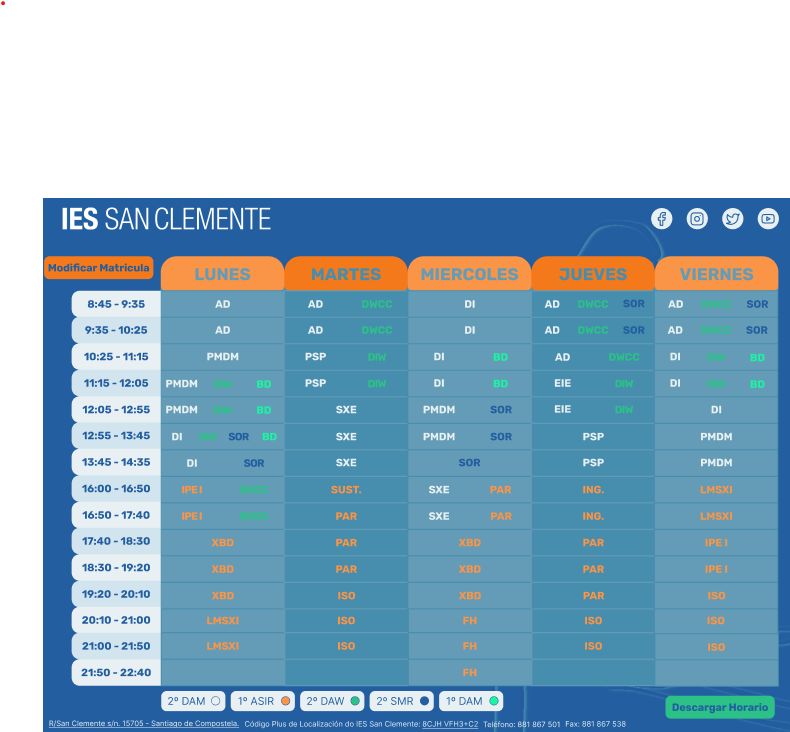 IES SAN CLEMENTE
Modificar Matricula LUNES MARTES MIERCOLES JUEVES VIERNES
8:45 - 9:35 AD AD DWCC DI AD DWCC SOR AD DWCC SOR
9:35 - 10:25 AD AD DWCC DI AD DWCC SOR AD DWCC SOR
10:25 - 11:15 PMDM PSP DIW DI BD AD DWCC DI DIW BD
11:15 - 12:05 PMDM DIW BD PSP DIW DI BD EIE DIW DI DIW BD
12:05 - 12:55 PMDM DIW BD SXE PMDM SOR EIE DIW DI
12:55 - 13:45 DI SOR BD SXE PMDM SOR PSP PMDM
13:45 - 14:35 DI SOR SXE SOR PSP PMDM
16:00 - 16:50 IPE I DWCC SUST. SXE PAR ING. LMSXI
16:50 - 17:40 IPE I DWCC PAR SXE PAR ING. LMSXI
17:40 - 18:30 XBD PAR XBD PAR IPE I
18:30 - 19:20 XBD PAR XBD PAR IPE I
19:20 - 20:10 XBD ISO XBD PAR ISO
20:10 - 21:00 LMSXI ISO FH ISO ISO
21:00 - 21:50 LMSXI ISO FH ISO ISO
21:50 - 22:40 FH
2º DAM 1º ASIR 2º DAW 2º SMR 1º DAM
Descargar Horario
R/San Clemente s/n. 15705 - Santiago de Compostela. Código Plus de Localización do IES San Clemente: 8CJH VFH3+C2 Teléfono: 881 867 501 Fax: 881 867 538